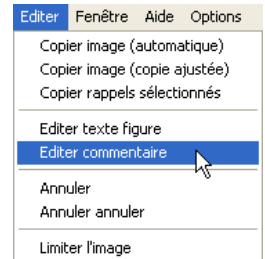 Editer Fenêtre Aide Options
Copier image (automatique)
Copier image (copie ajustée)
Copier rappels sélectionnés
Editer texte figure
Editer commentaire
Annuler
Annuler annuler
Limiter l'image